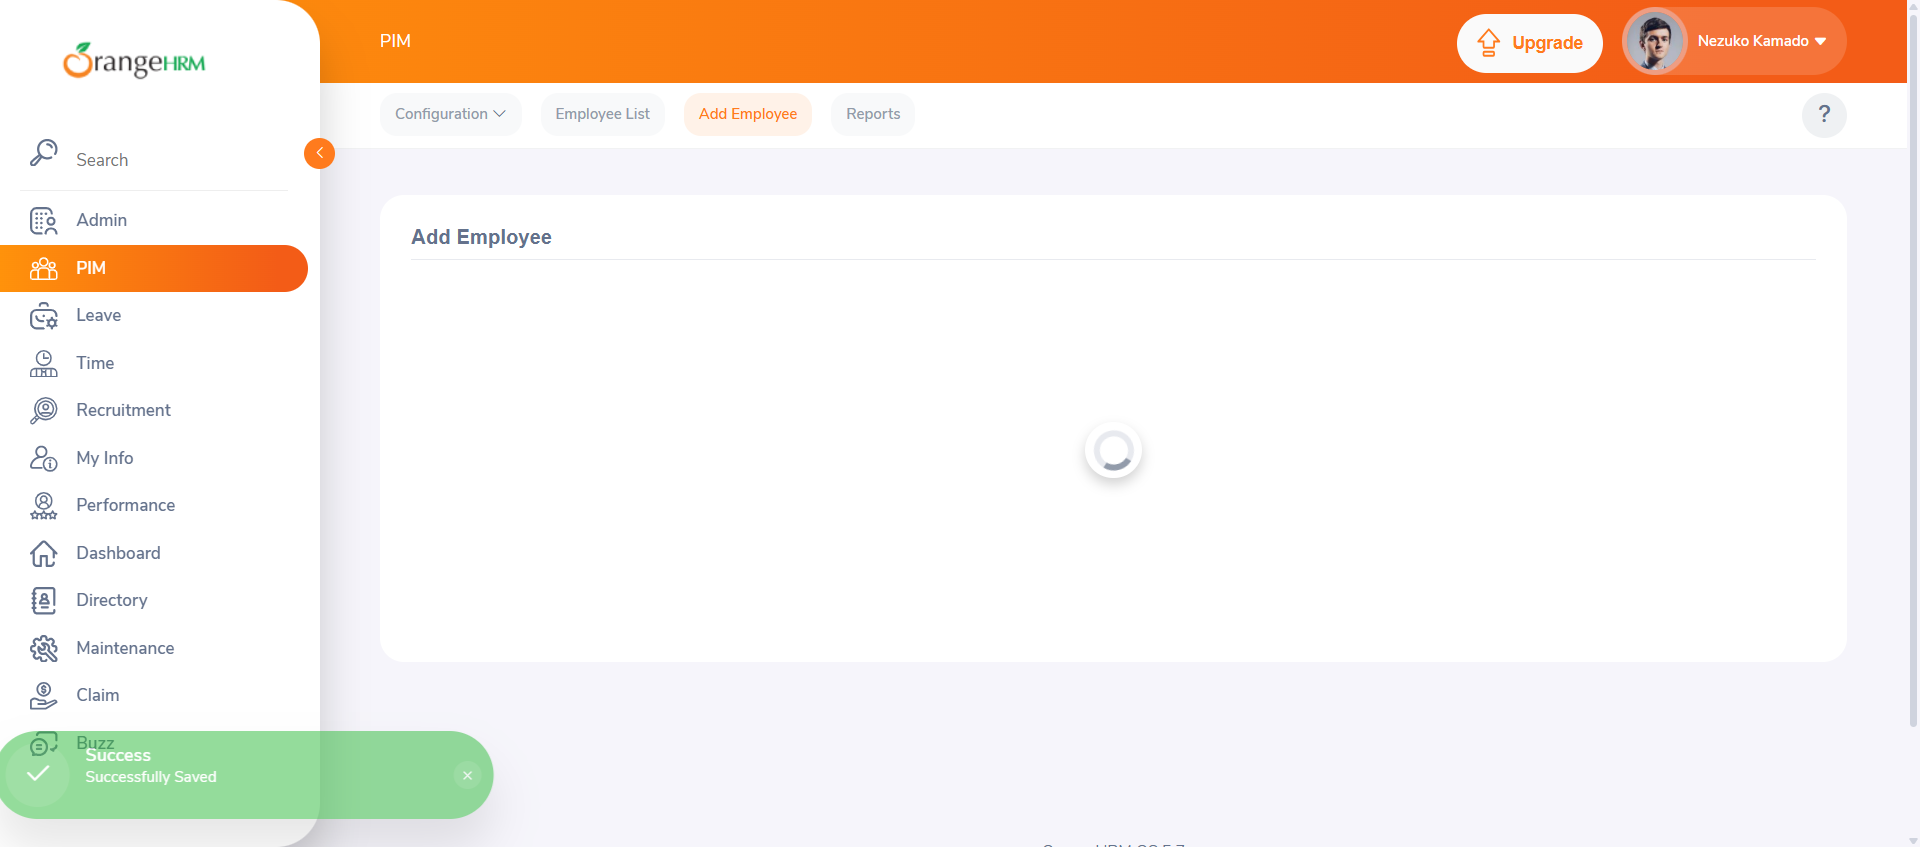 OrangeHRM
PIM
Upgrade
Nezuko Kamado
Configuration
Employee List
Add Employee
Reports
?
Search
Admin
PIM
Leave
Time
Recruitment
My Info
Performance
Dashboard
Directory
Maintenance
Claim
Buzz
Add Employee
Success
Successfully Saved